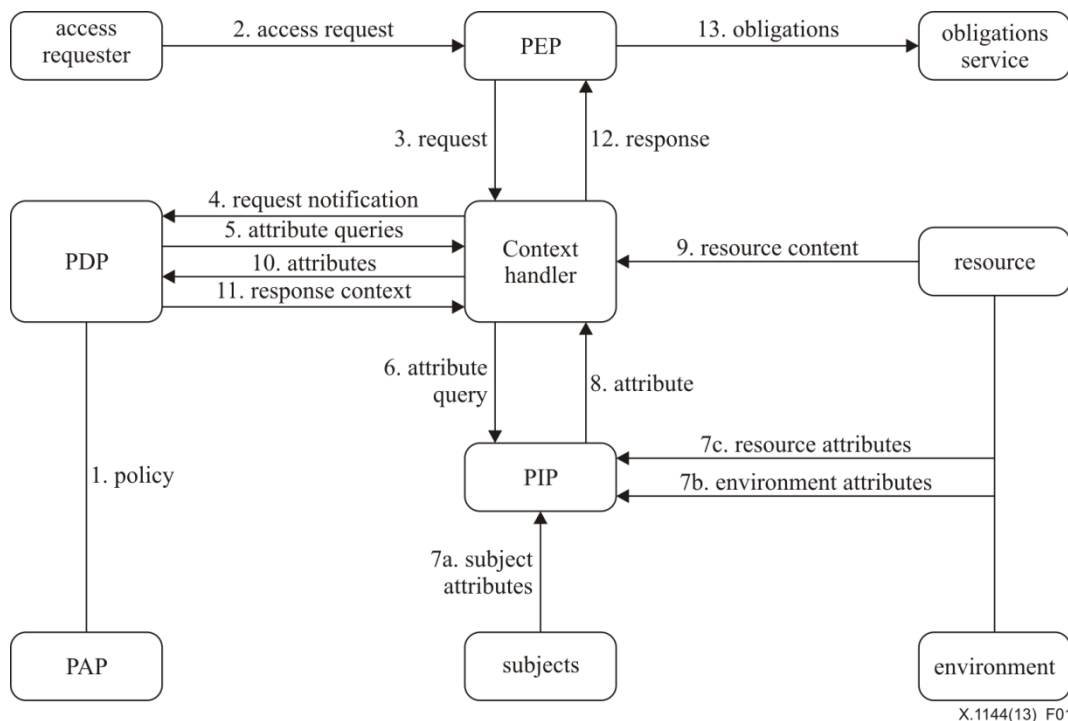 access
requester
2. access request
PEP
13. obligations
obligations
service
3. request
12. response
4. request notification
5. attribute queries
10. attributes
11. response context
PDP
Context
handler
9. resource content
resource
6. attribute
query
8. attribute
1. policy
PIP
7c. resource attributes
7b. environment attributes
7a. subject
attributes
PAP
subjects
environment
X.1144(13)_F01